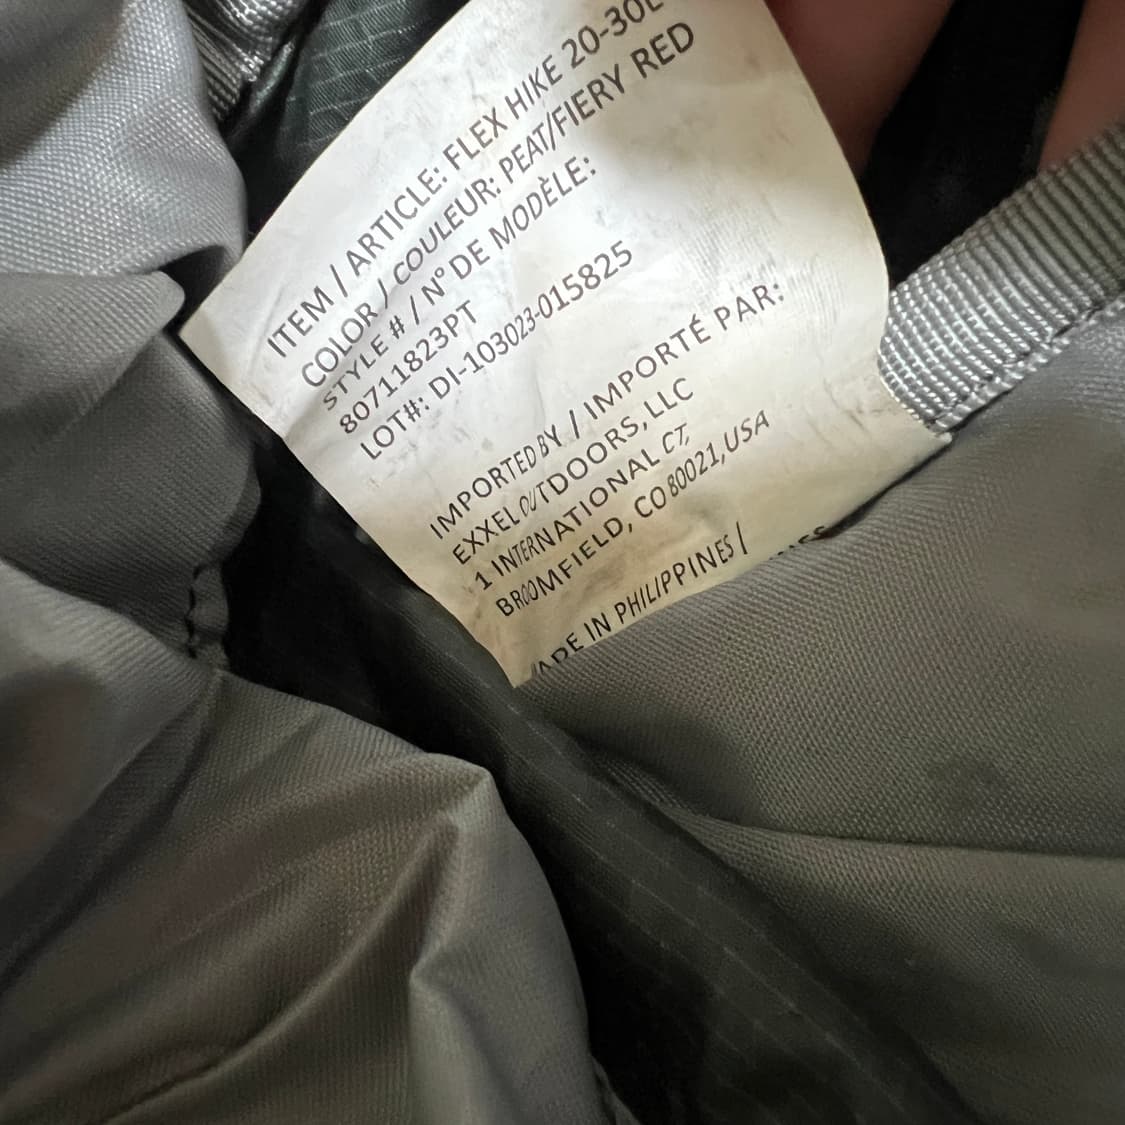 ITEM / ARTICLE: FLEX HIKE 20-30L
COLOR / COULEUR: PEAT/FIERY RED
STYLE # / N° DE MODÈLE:
80711823PT
LOT#: DI-103023-015825
IMPORTED BY / IMPORTÉ PAR:
EXXEL OUTDOORS, LLC
1 INTERNATIONAL CT,
BROOMFIELD, CO 80021,USA
MADE IN PHILIPPINES /